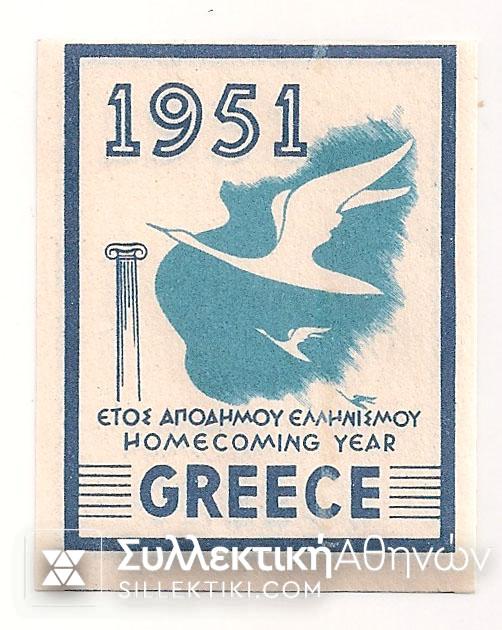 1951
ΕΤΟΣ ΑΠΟΔΗΜΟΥ ΕΛΛΗΝΙΣΜΟΥ
HOMECOMING YEAR
GREECE
ΣυλλεκτικήΑθηνών
SILLEKTIKI.COM